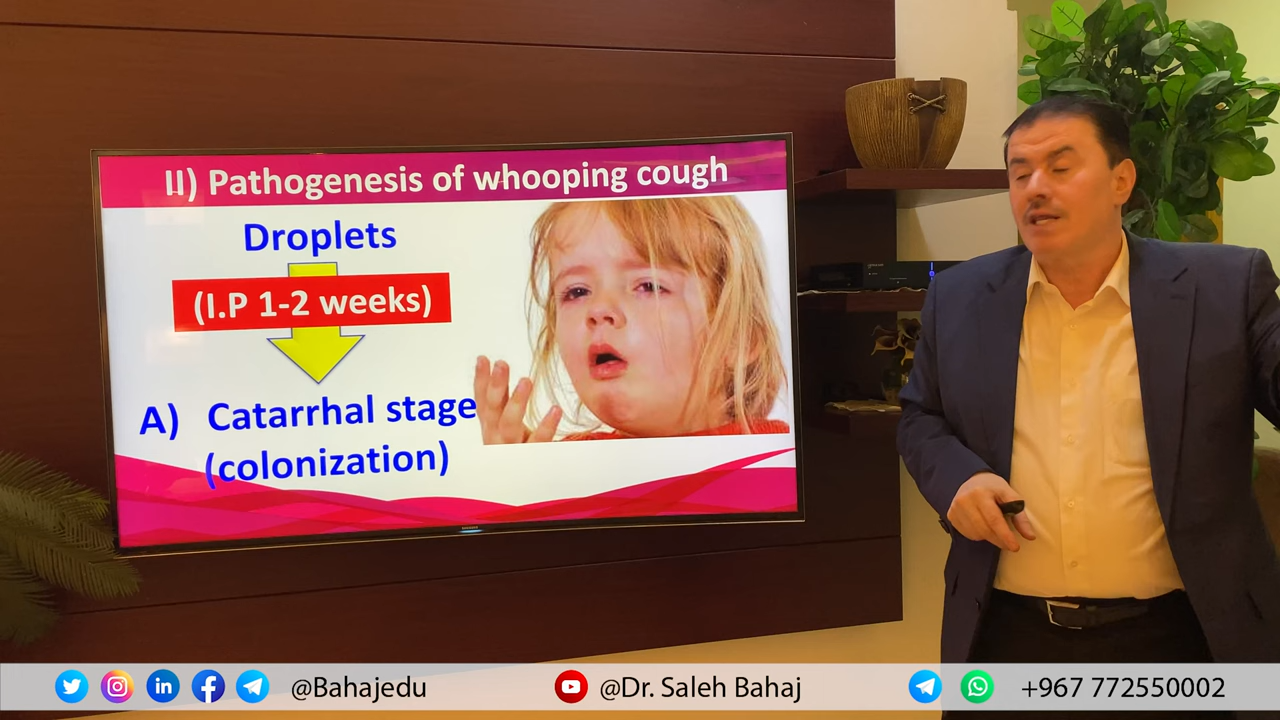 II) Pathogenesis of whooping cough
Droplets
(I.P 1-2 weeks)
A) Catarrhal stage
(colonization)
@Bahajedu
@Dr. Saleh Bahaj
+967 772550002